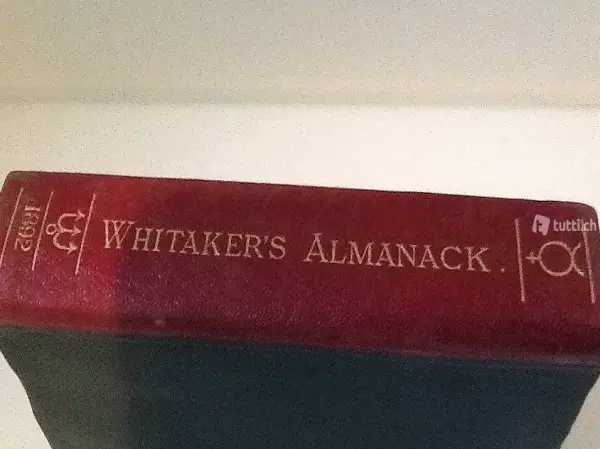 1892
WHITAKER'S ALMANACK.
tutti.ch